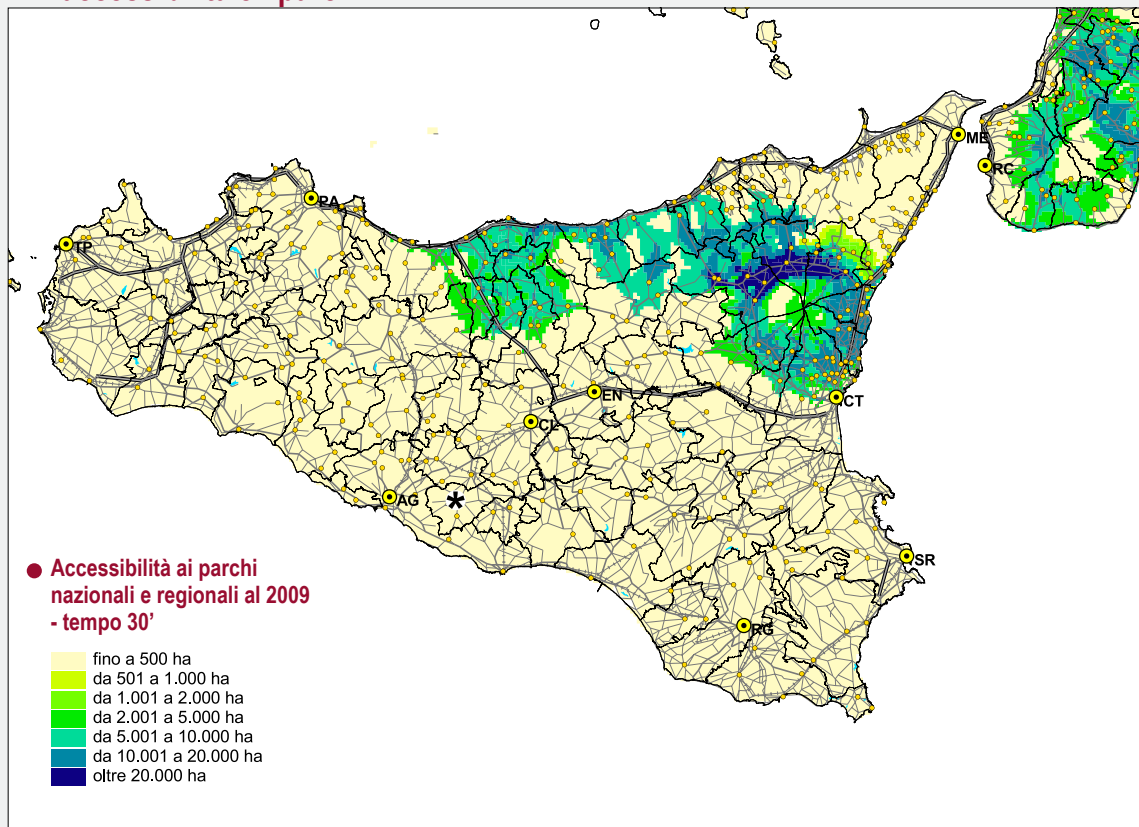 ME
RC
PA
TP
EN
CT
CL
AG
*
SR
RG
Accessibilità ai parchi
nazionali e regionali al 2009
- tempo 30’
fino a 500 ha
da 501 a 1.000 ha
da 1.001 a 2.000 ha
da 2.001 a 5.000 ha
da 5.001 a 10.000 ha
da 10.001 a 20.000 ha
oltre 20.000 ha